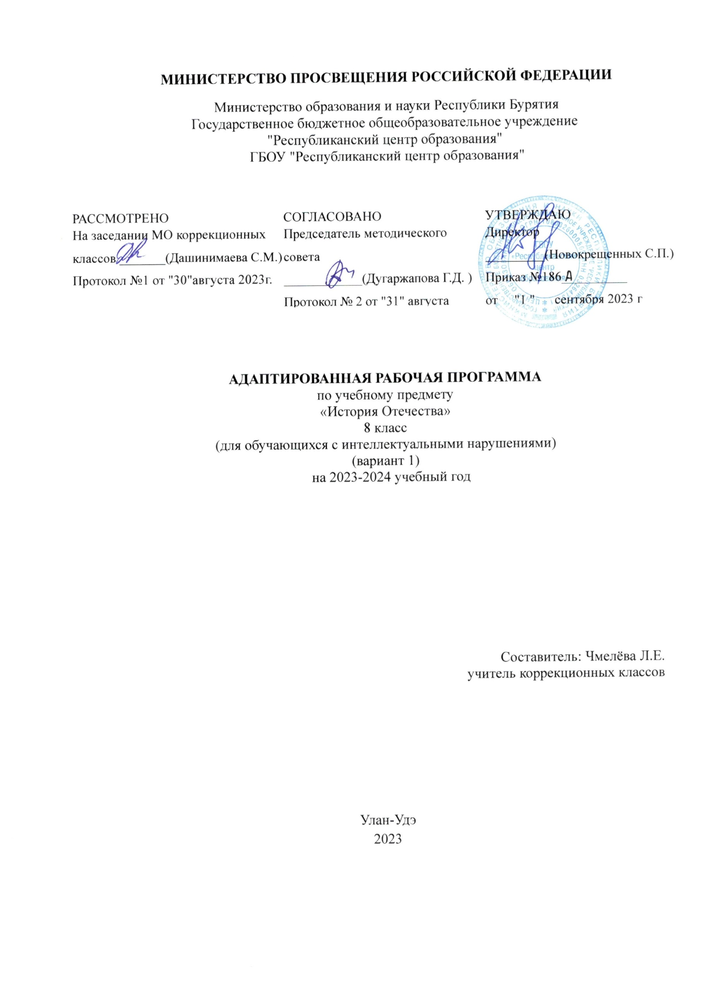 МИНИСТЕРСТВО ПРОСВЕЩЕНИЯ РОССИЙСКОЙ ФЕДЕРАЦИИ
Министерство образования и науки Республики Бурятия
Государственное бюджетное общеобразовательное учреждение
"Республиканский центр образования"
ГБОУ "Республиканский центр образования"
РАССМОТРЕНО
На заседании МО коррекционных
классов_______(Дашинимаева С.М.)
Протокол №1 от "30"августа 2023г.
СОГЛАСОВАНО
Председатель методического
совета
____________(Дугаржапова Г.Д. )
Протокол № 2 от "31" августа
УТВЕРЖДАЮ
Директор
_________(Новокрещенных С.П.)
Приказ №186 А__________
от "1 " сентября 2023 г
ГБОУ
центр
АДАПТИРОВАННАЯ РАБОЧАЯ ПРОГРАММА
по учебному предмету
«История Отечества»
8 класс
(для обучающихся с интеллектуальными нарушениями)
(вариант 1)
на 2023-2024 учебный год
Составитель: Чмелёва Л.Е.
учитель коррекционных классов
Улан-Удэ
2023